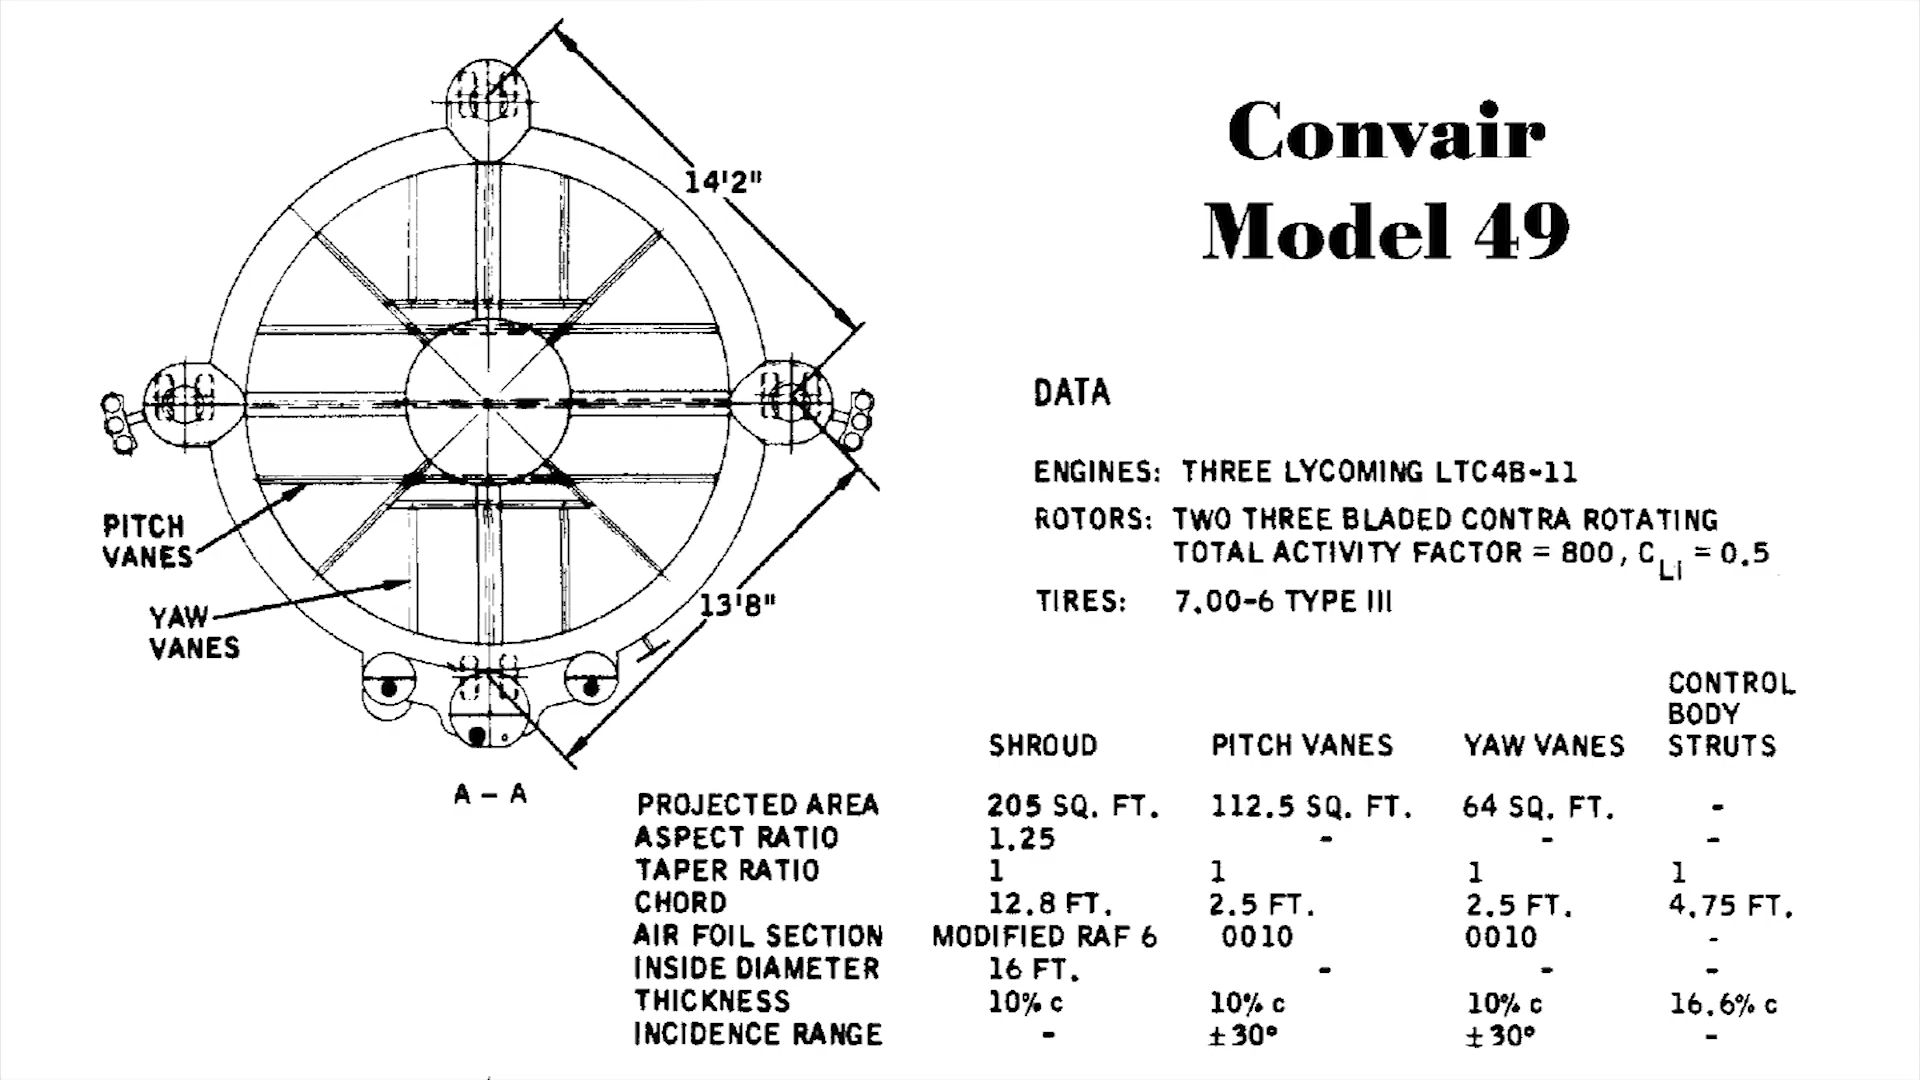 Convair
Model 49
14'2"
PITCH
VANES
YAW
VANES
13'8"
A - A
DATA
ENGINES: THREE LYCOMING LTC4B-11
ROTORS: TWO THREE BLADED CONTRA ROTATING
TOTAL ACTIVITY FACTOR = 800, CLI = 0.5
TIRES: 7.00-6 TYPE III
CONTROL
BODY
SHROUD PITCH VANES YAW VANES STRUTS
PROJECTED AREA 205 SQ. FT. 112.5 SQ. FT. 64 SQ. FT. -
ASPECT RATIO 1.25 - - -
TAPER RATIO 1 1 1 1
CHORD 12.8 FT. 2.5 FT. 2.5 FT. 4.75 FT.
AIR FOIL SECTION MODIFIED RAF 6 0010 0010 -
INSIDE DIAMETER 16 FT. - - -
THICKNESS 10% c 10% c 10% c 16.6% c
INCIDENCE RANGE - ±30° ±30° -